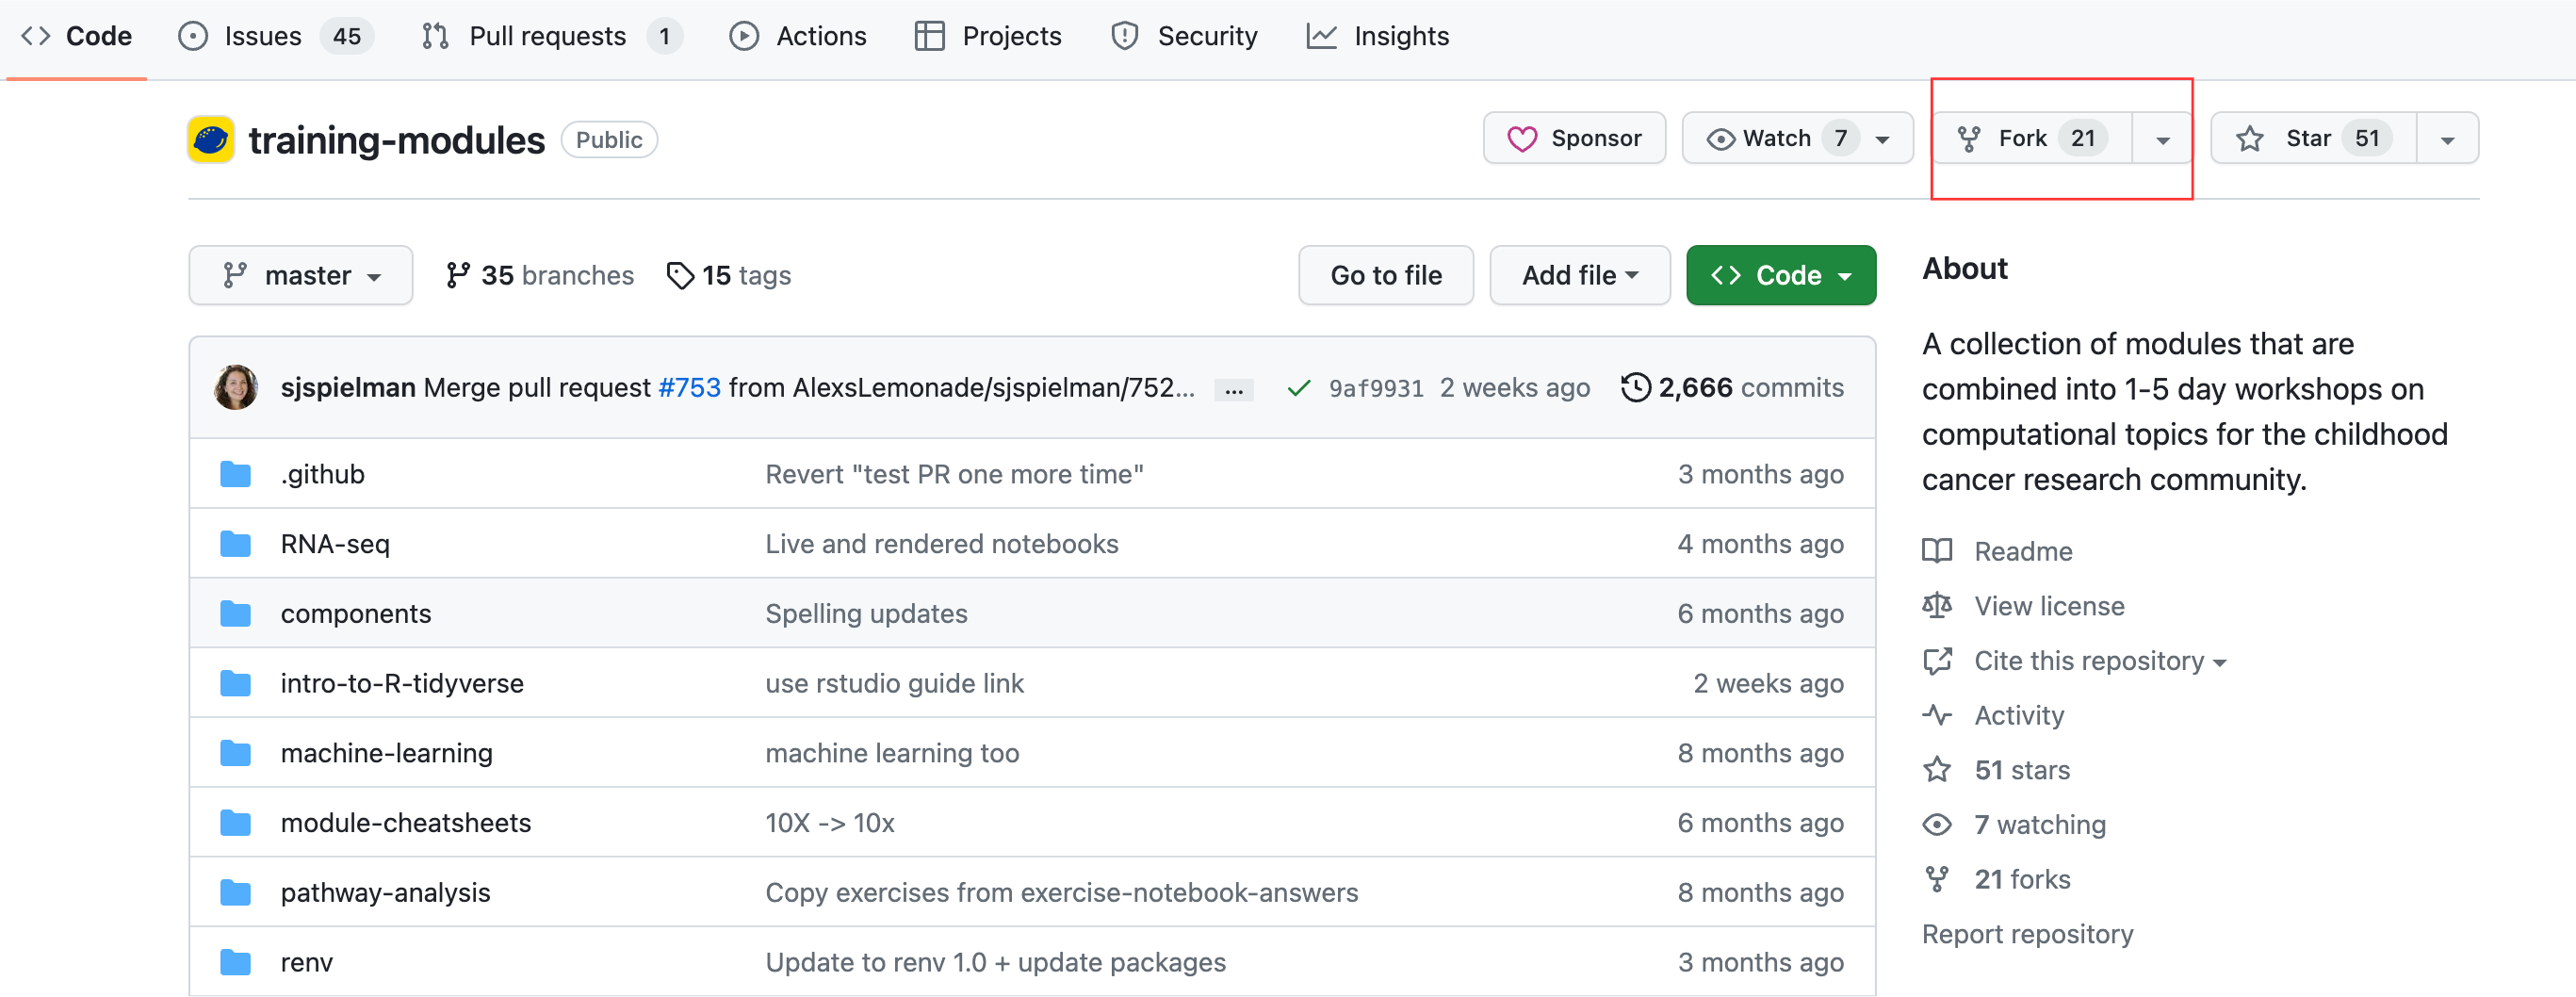 Code Issues 45 Pull requests 1 Actions Projects Security Insights
training-modules Public Sponsor Watch 7 Fork 21 Star 51
master 35 branches 15 tags Go to file Add file Code
sjspielman Merge pull request #753 from AlexsLemonade/sjspielman/752... ... 9af9931 2 weeks ago 2,666 commits
.github Revert "test PR one more time" 3 months ago
RNA-seq Live and rendered notebooks 4 months ago
components Spelling updates 6 months ago
intro-to-R-tidyverse use rstudio guide link 2 weeks ago
machine-learning machine learning too 8 months ago
module-cheatsheets 10X -> 10x 6 months ago
pathway-analysis Copy exercises from exercise-notebook-answers 8 months ago
renv Update to renv 1.0 + update packages 3 months ago
About
A collection of modules that are
combined into 1-5 day workshops on
computational topics for the childhood
cancer research community.
Readme
View license
Cite this repository
Activity
51 stars
7 watching
21 forks
Report repository